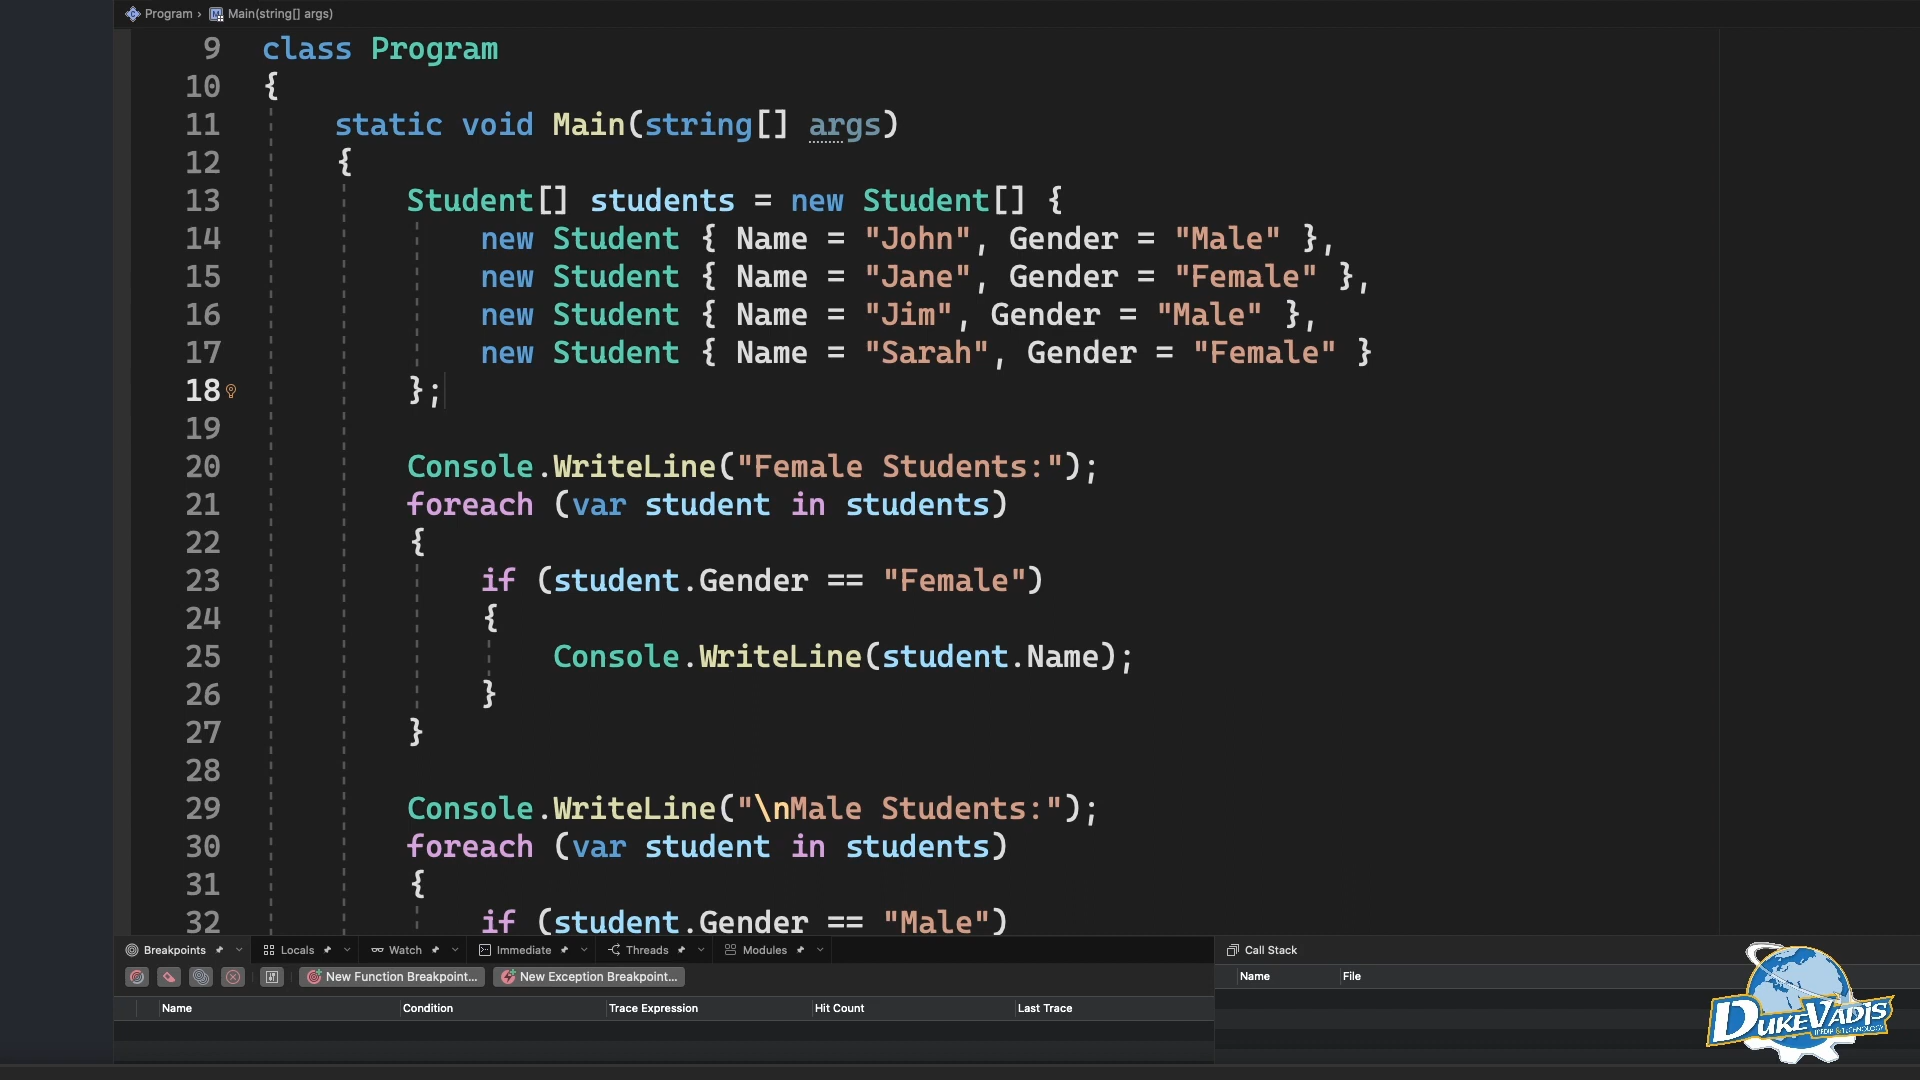 Program › Main(string[] args)
9 class Program
10 {
11 static void Main(string[] args)
12 {
13 Student[] students = new Student[] {
14 new Student { Name = "John", Gender = "Male" },
15 new Student { Name = "Jane", Gender = "Female" },
16 new Student { Name = "Jim", Gender = "Male" },
17 new Student { Name = "Sarah", Gender = "Female" }
18 };
19
20 Console.WriteLine("Female Students:");
21 foreach (var student in students)
22 {
23 if (student.Gender == "Female")
24 {
25 Console.WriteLine(student.Name);
26 }
27 }
28
29 Console.WriteLine("\nMale Students:");
30 foreach (var student in students)
31 {
32 if (student.Gender == "Male")
Breakpoints Locals Watch Immediate Threads Modules Call Stack
New Function Breakpoint... New Exception Breakpoint... Name File
Name Condition Trace Expression Hit Count Last Trace
DUKEVADIS
MEDIA & TECHNOLOGY